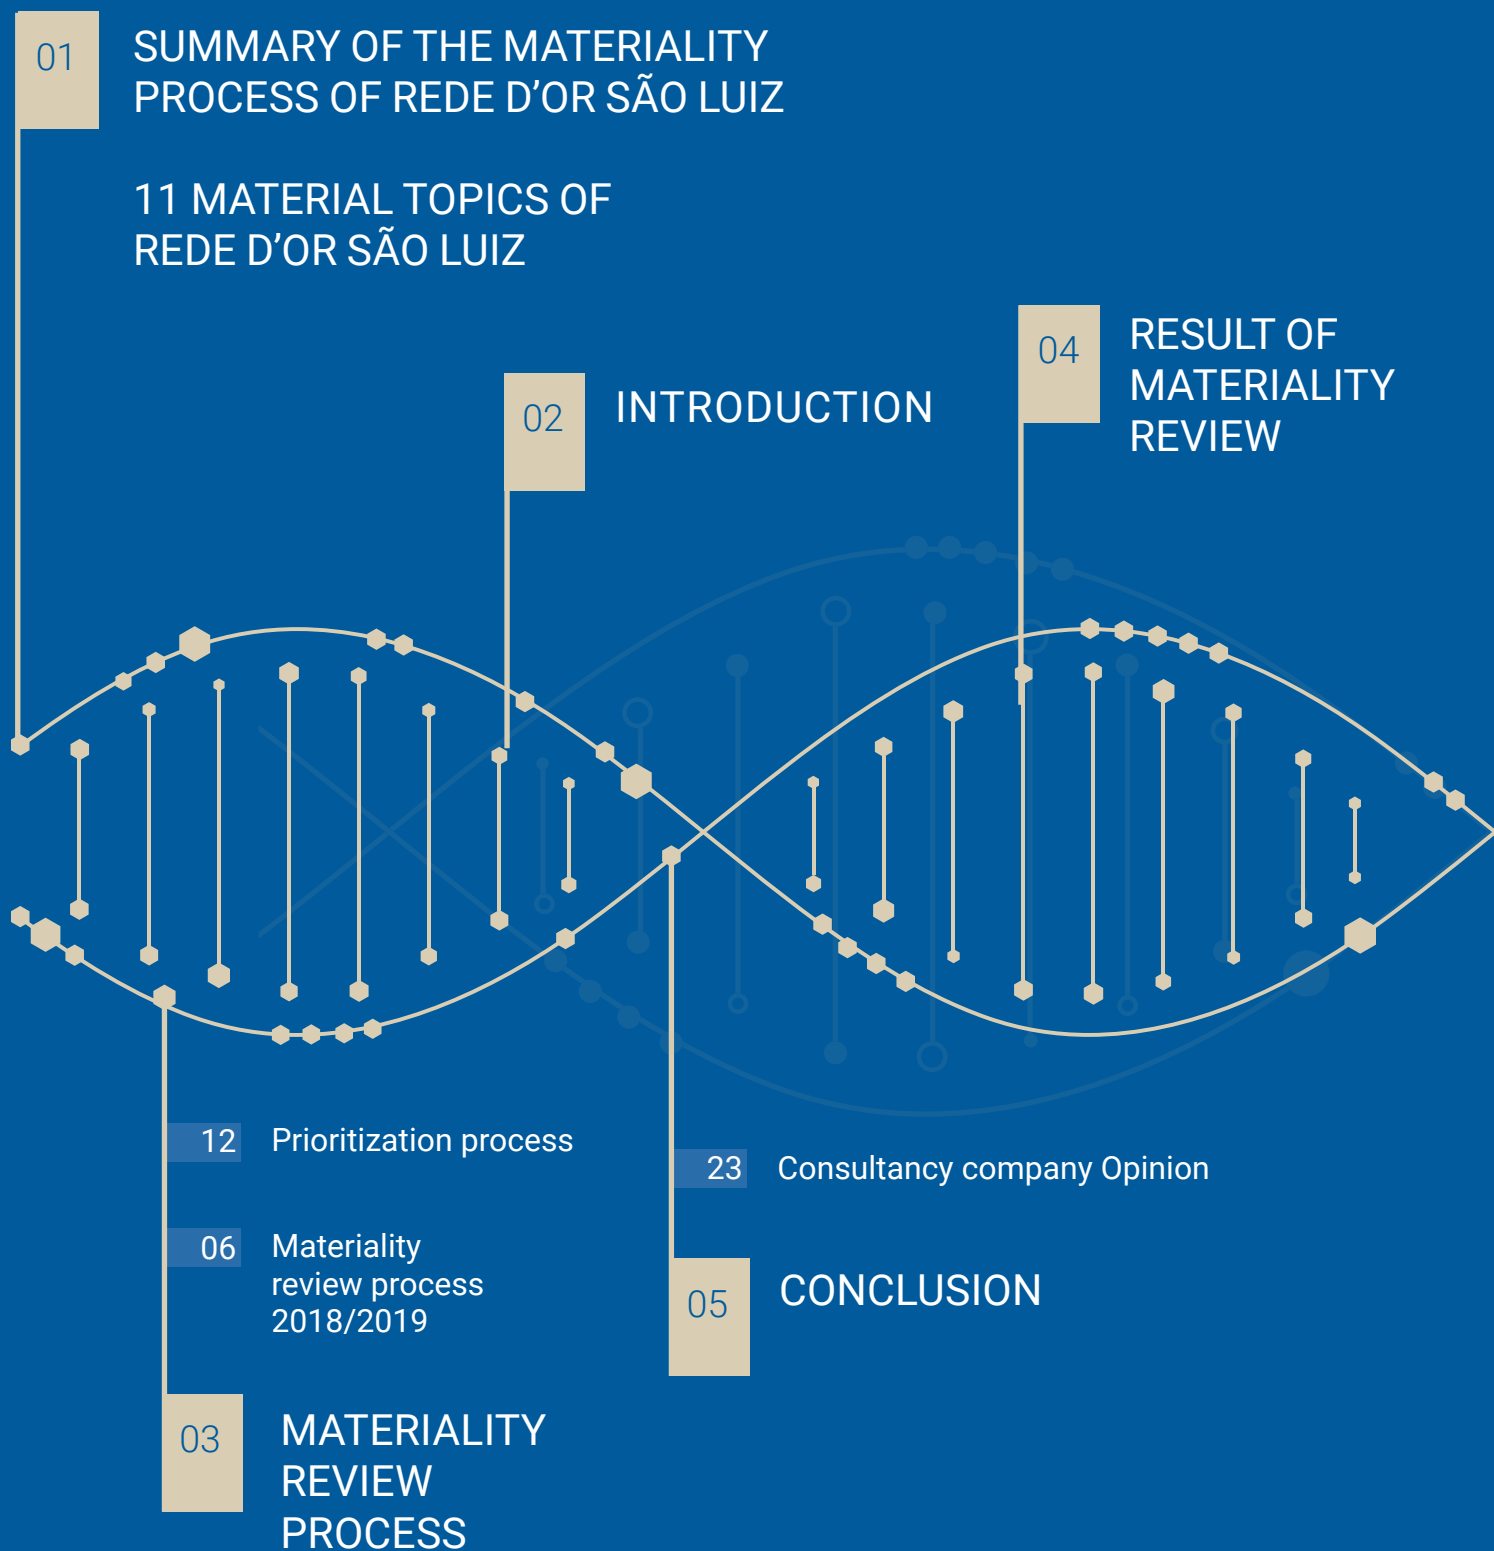 01
SUMMARY OF THE MATERIALITY
PROCESS OF REDE D’OR SÃO LUIZ
11 MATERIAL TOPICS OF
REDE D’OR SÃO LUIZ
02
INTRODUCTION
04
RESULT OF
MATERIALITY
REVIEW
12
Prioritization process
06
Materiality
review process
2018/2019
03
MATERIALITY
REVIEW
PROCESS
23
Consultancy company Opinion
05
CONCLUSION